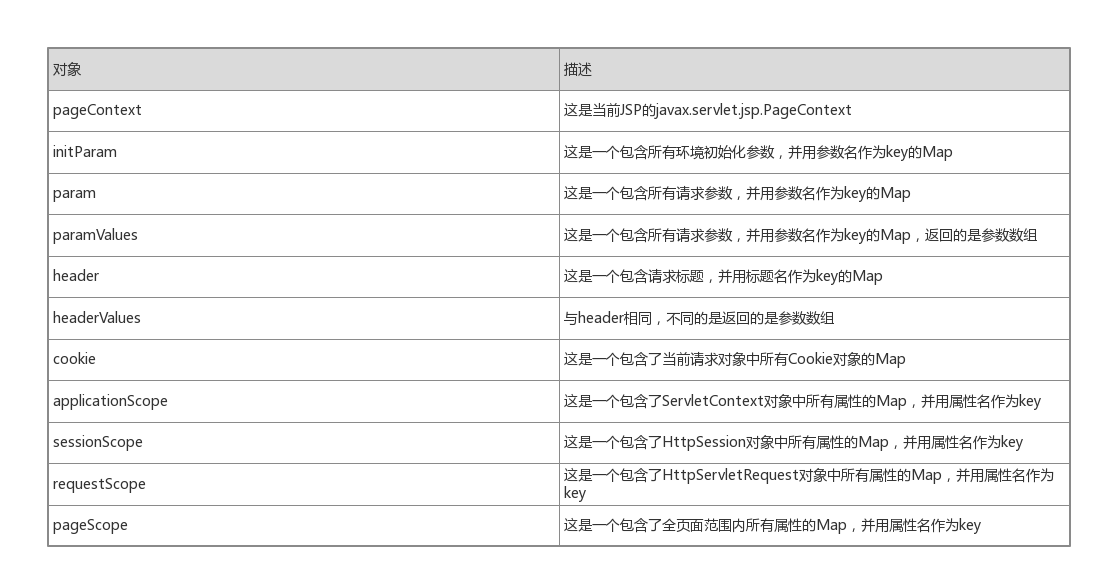 对象 描述
pageContext 这是当前JSP的javax.servlet.jsp.PageContext
initParam 这是一个包含所有环境初始化参数，并用参数名作为key的Map
param 这是一个包含所有请求参数，并用参数名作为key的Map
paramValues 这是一个包含所有请求参数，并用参数名作为key的Map，返回的是参数数组
header 这是一个包含请求标题，并用标题名作为key的Map
headerValues 与header相同，不同的是返回的是参数数组
cookie 这是一个包含了当前请求对象中所有Cookie对象的Map
applicationScope 这是一个包含了ServletContext对象中所有属性的Map，并用属性名作为key
sessionScope 这是一个包含了HttpSession对象中所有属性的Map，并用属性名作为key
requestScope 这是一个包含了HttpServletRequest对象中所有属性的Map，并用属性名作为
key
pageScope 这是一个包含了全页面范围内所有属性的Map，并用属性名作为key